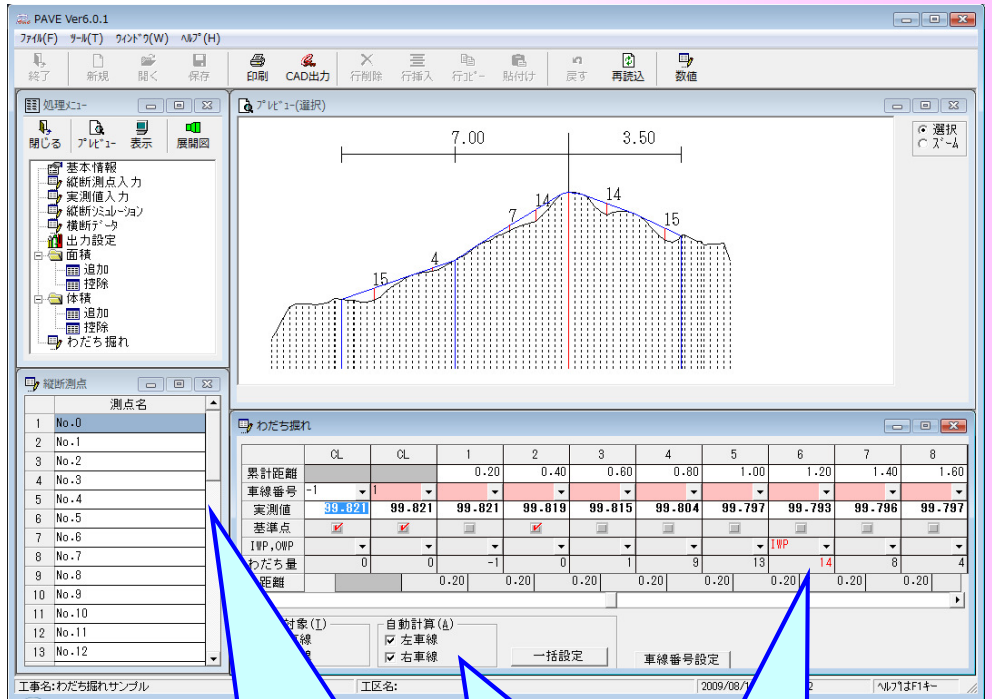 PAVE Ver6.0.1
ﾌｧｲﾙ(F) ﾂｰﾙ(T) ｳｨﾝﾄﾞｳ(W) ﾍﾙﾌﾟ(H)
終了 新規 開く 保存 印刷 CAD出力 行削除 行挿入 行ｺﾋﾟｰ 貼付け 戻す 再読込 数値
処理ﾒﾆｭｰ
閉じる ﾌﾟﾚﾋﾞｭｰ 表示 展開図
基本情報
縦断測点入力
実測値入力
縦断ｼﾐｭﾚｰｼｮﾝ
横断ﾃﾞｰﾀ
出力設定
面積
追加
控除
体積
追加
控除
わだち掘れ
ﾌﾟﾚﾋﾞｭｰ(選択)
選択
ｽﾞｰﾑ
7.00 3.50
15 4 7 14 14 15
縦断測点
測点名
1 No.0
2 No.1
3 No.2
4 No.3
5 No.4
6 No.5
7 No.6
8 No.7
9 No.8
10 No.9
11 No.10
12 No.11
13 No.12
わだち掘れ
CL CL 1 2 3 4 5 6 7 8
累計距離 0.20 0.40 0.60 0.80 1.00 1.20 1.40 1.60
車線番号 -1 1
実測値 99.821 99.821 99.821 99.819 99.815 99.804 99.797 99.793 99.796 99.797
基準点
IWP,OWP IWP
わだち量 0 0 -1 0 1 9 13 14 8 4
距離 0.20 0.20 0.20 0.20 0.20 0.20 0.20 0.20
対象(I)
線
自動計算(A)
左車線
右車線
一括設定
車線番号設定
工事名:わだち掘れサンプル 工区名: 2009/08/1 2 ﾍﾙﾌﾟはF1ｷｰ